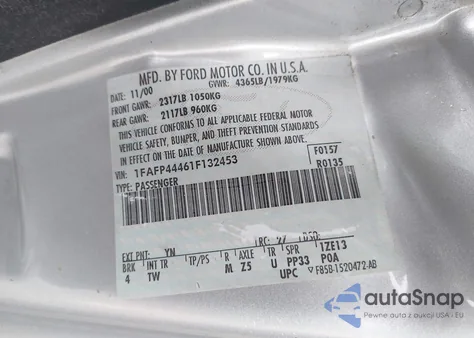 MFD. BY FORD MOTOR CO. IN U.S.A.
DATE: 11/00 GVWR: 4365LB/1979KG
FRONT GAWR: 2317LB 1050KG
REAR GAWR: 2117LB 960KG
THIS VEHICLE CONFORMS TO ALL APPLICABLE FEDERAL MOTOR
VEHICLE SAFETY, BUMPER, AND THEFT PREVENTION STANDARDS
IN EFFECT ON THE DATE OF MANUFACTURE SHOWN ABOVE
VIN: 1FAFP44461F132453
F0157
TYPE: PASSENGER
R0135
EXT PNT: YN RC: DSO:
BRK INT TR TP/PS R AXLE TR SPR 1ZE13
4 TW M Z5 U PP33 P0A
UPC F85B-1520472-AB
autoSnap
Pewne auta z USA i EU